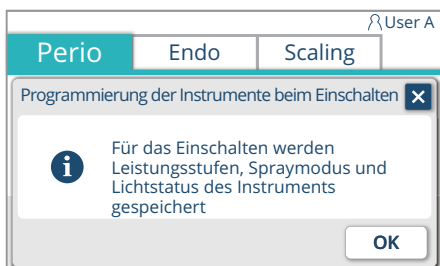 User A
Perio Endo Scaling
Programmierung der Instrumente beim Einschalten
Für das Einschalten werden
Leistungsstufen, Spraymodus und
Lichtstatus des Instruments
gespeichert
OK